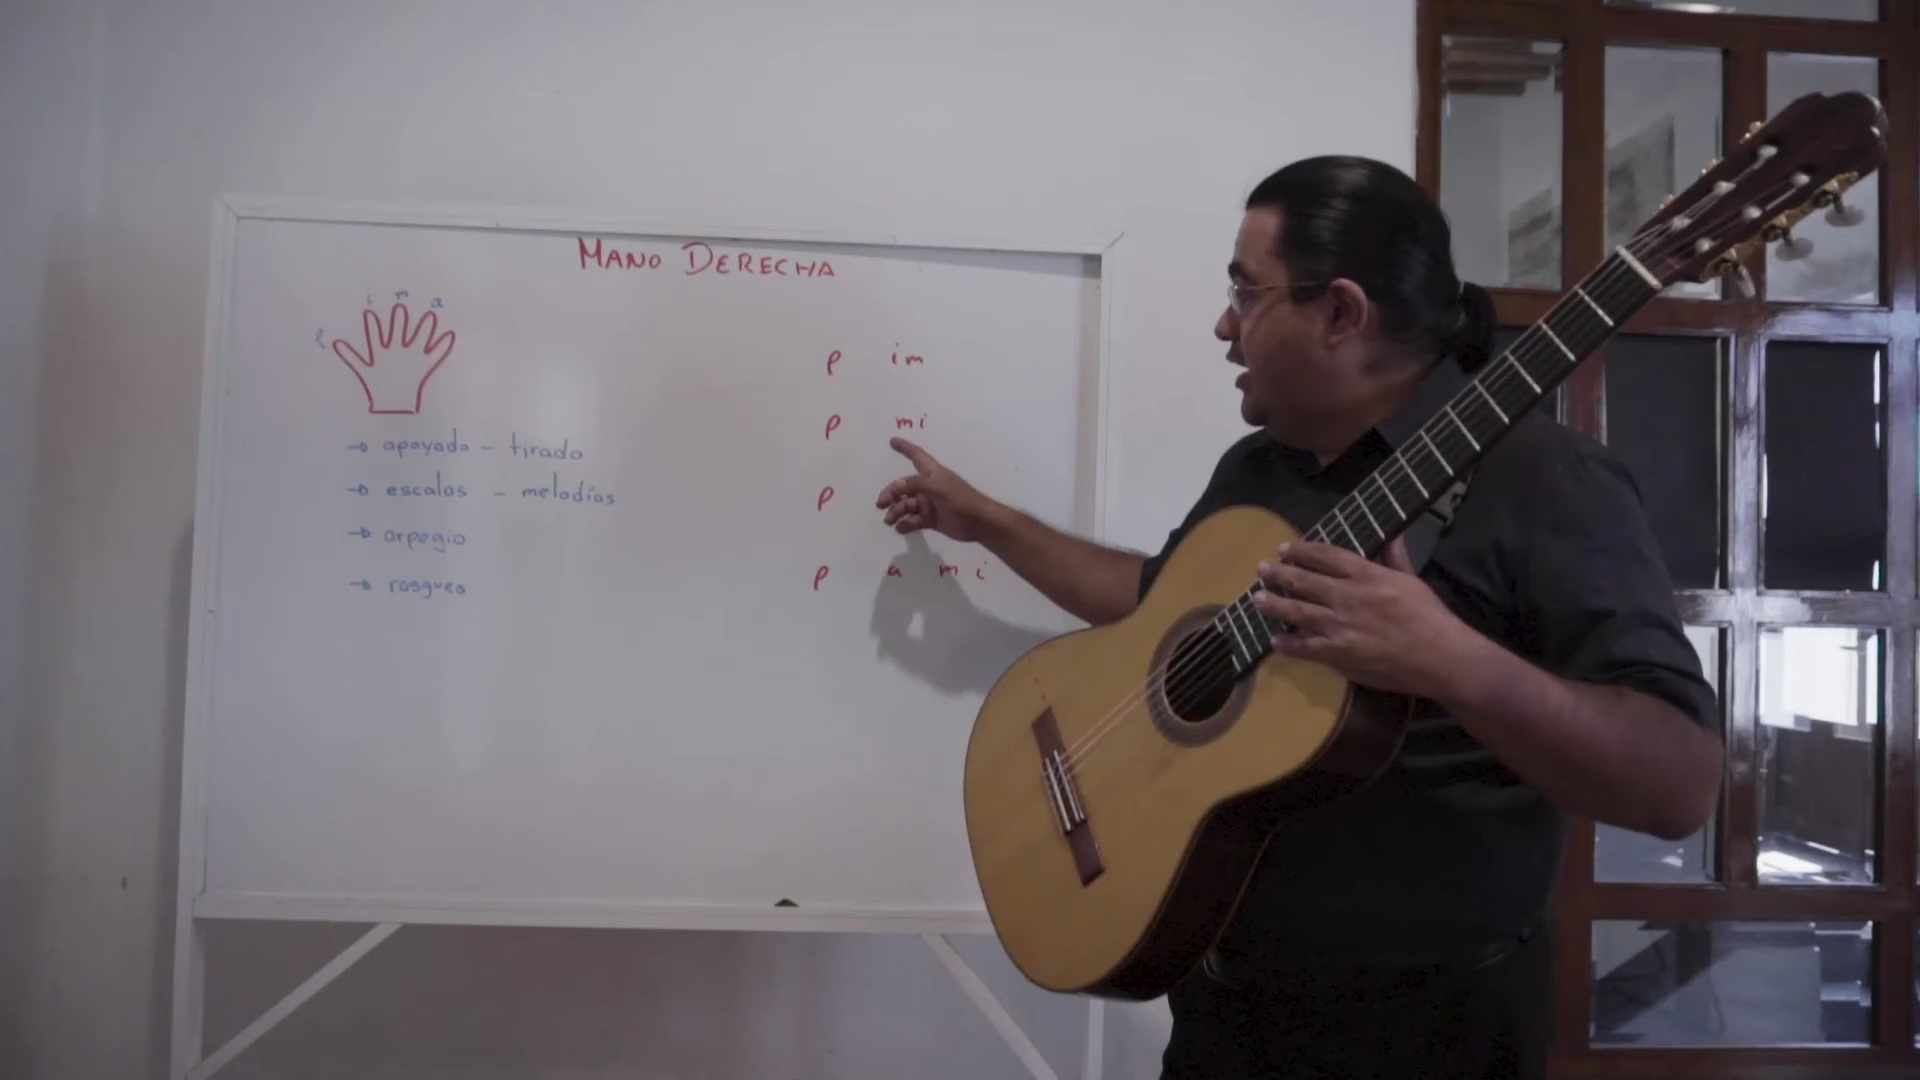 MANO DERECHA
i m a
p
p im
p mi
→ apoyado - tirado
→ escalas - melodías
p
→ arpegio
p a m i
→ rasgueo